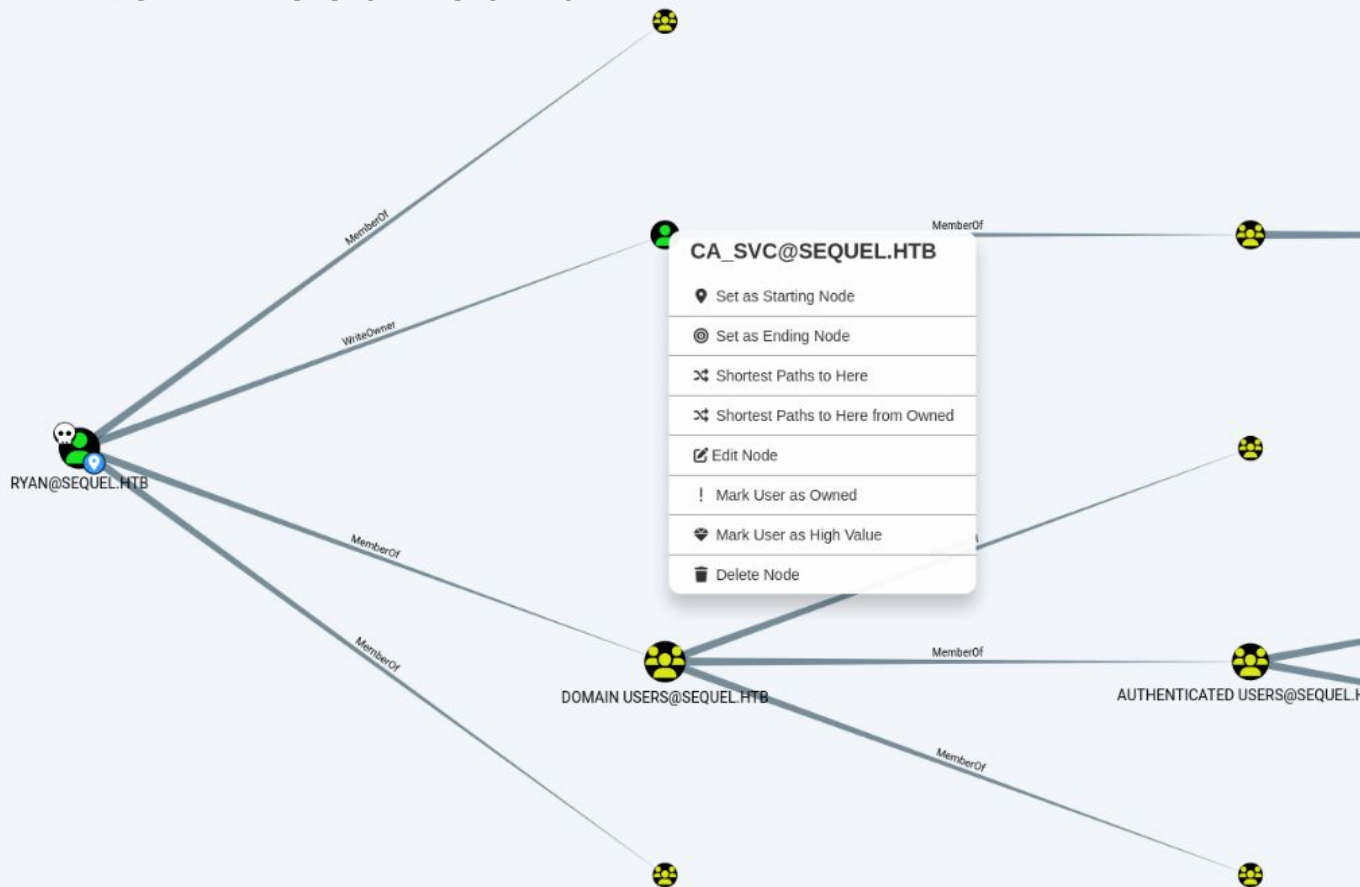 MemberOf
MemberOf
CA_SVC@SEQUEL.HTB
Set as Starting Node
Set as Ending Node
WriteOwner
Shortest Paths to Here
Shortest Paths to Here from Owned
Edit Node
RYAN@SEQUEL.HTB
Mark User as Owned
Mark User as High Value
MemberOf
Delete Node
MemberOf
MemberOf
DOMAIN USERS@SEQUEL.HTB
AUTHENTICATED USERS@SEQUEL.H
MemberOf